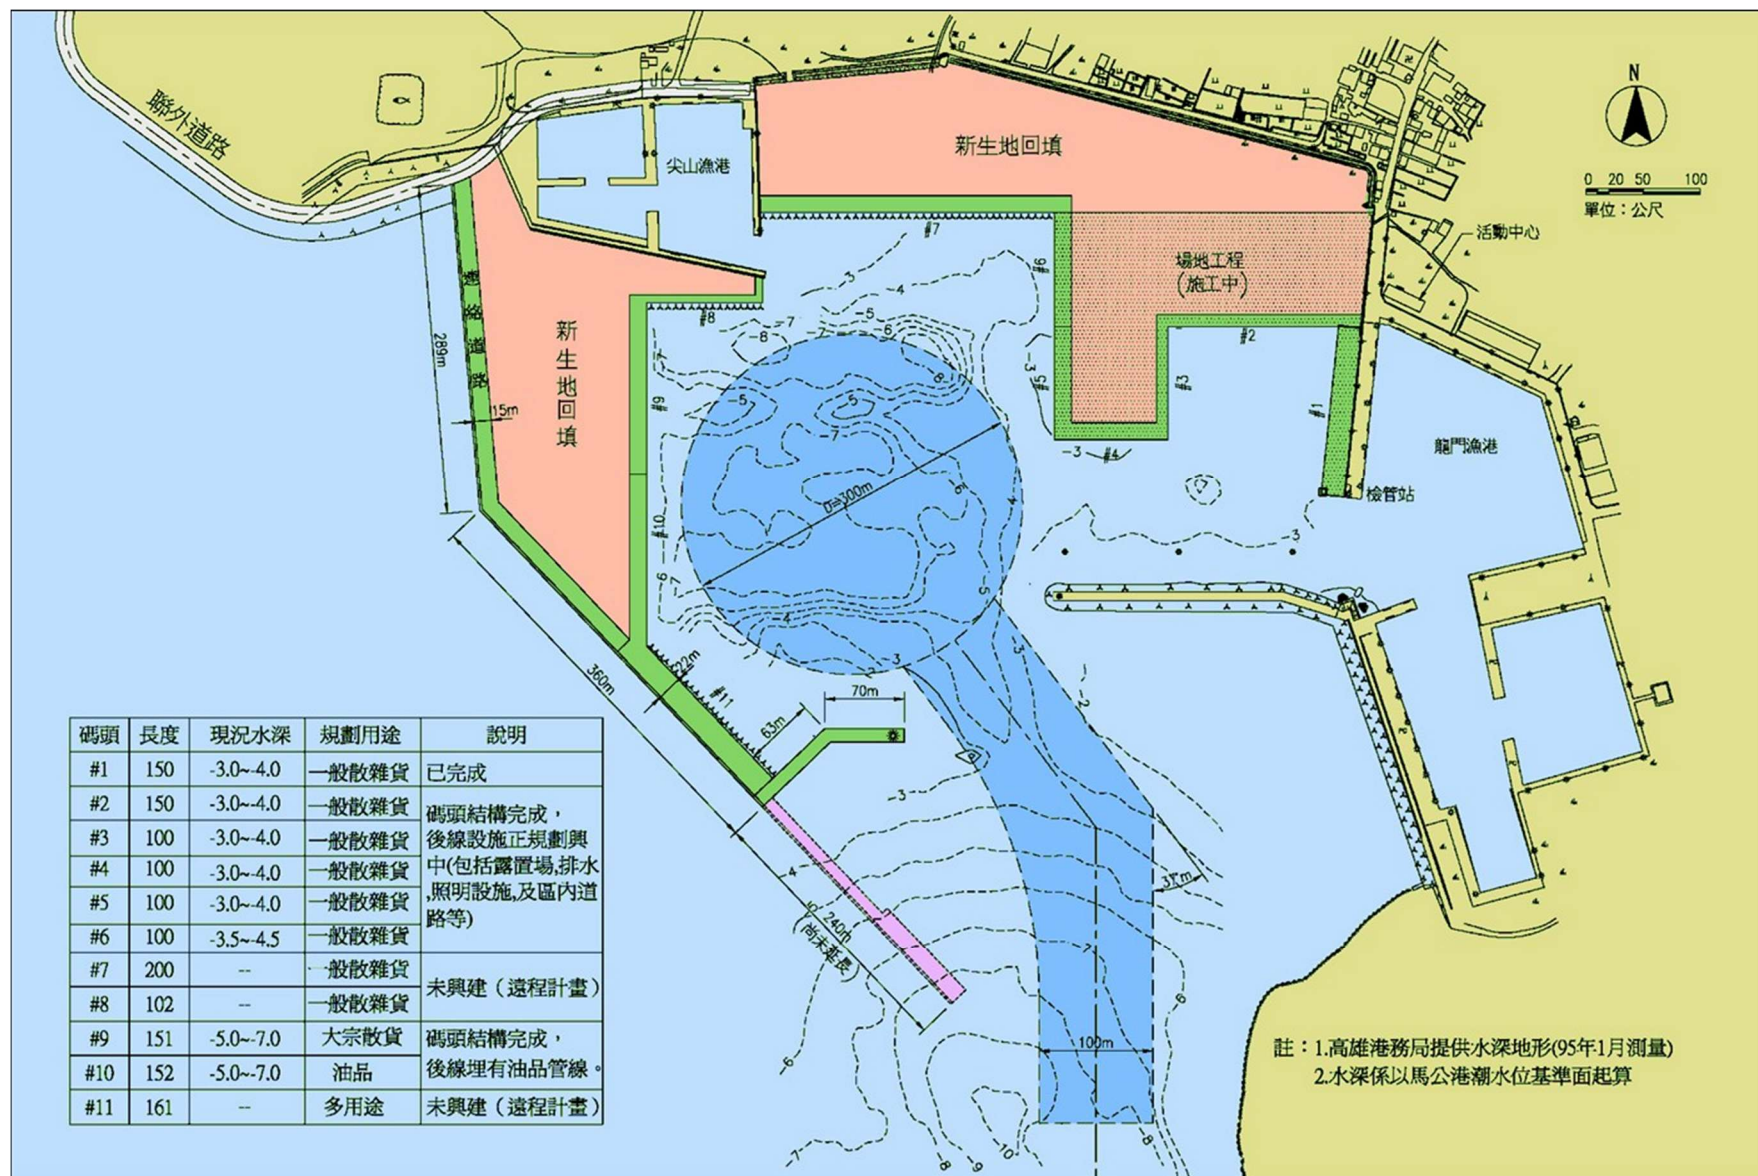 聯外道路
尖山漁港
新生地回填
N
0 20 50 100
單位：公尺
活動中心
場地工程
(施工中)
#7
#6
#8
#2
#9
#5
#3
#1
#4
#10
#11
新生地回填
道路
289m
15m
龍門漁港
檢管站
D=300m
360m
22m
70m
63m
240m
(尚未延長)
100m
碼頭 長度 現況水深 規劃用途 說明
#1 150 -3.0~-4.0 一般散雜貨 已完成
#2 150 -3.0~-4.0 一般散雜貨 碼頭結構完成，
#3 100 -3.0~-4.0 一般散雜貨 後線設施正規劃興
#4 100 -3.0~-4.0 一般散雜貨 中(包括露置場,排水
#5 100 -3.0~-4.0 一般散雜貨 ,照明設施,及區內道
#6 100 -3.5~-4.5 一般散雜貨 路等)
#7 200 -- 一般散雜貨 未興建（遠程計畫）
#8 102 -- 一般散雜貨
#9 151 -5.0~-7.0 大宗散貨 碼頭結構完成，
#10 152 -5.0~-7.0 油品 後線埋有油品管線。
#11 161 -- 多用途 未興建（遠程計畫）
註：1.高雄港務局提供水深地形(95年1月測量)
2.水深係以馬公港潮水位基準面起算